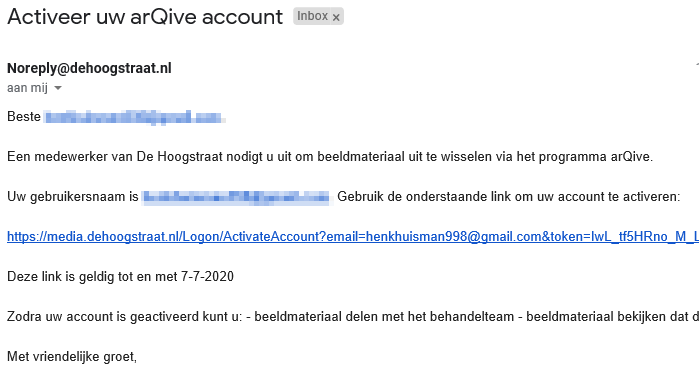 Activeer uw arQive account Inbox x
Noreply@dehoogstraat.nl
aan mij
Beste
Een medewerker van De Hoogstraat nodigt u uit om beeldmateriaal uit te wisselen via het programma arQive.
Uw gebruikersnaam is Gebruik de onderstaande link om uw account te activeren:
https://media.dehoogstraat.nl/Logon/ActivateAccount?email=henkhuisman998@gmail.com&token=IwL_tf5HRno_M_L
Deze link is geldig tot en met 7-7-2020
Zodra uw account is geactiveerd kunt u: - beeldmateriaal delen met het behandelteam - beeldmateriaal bekijken dat d
Met vriendelijke groet,